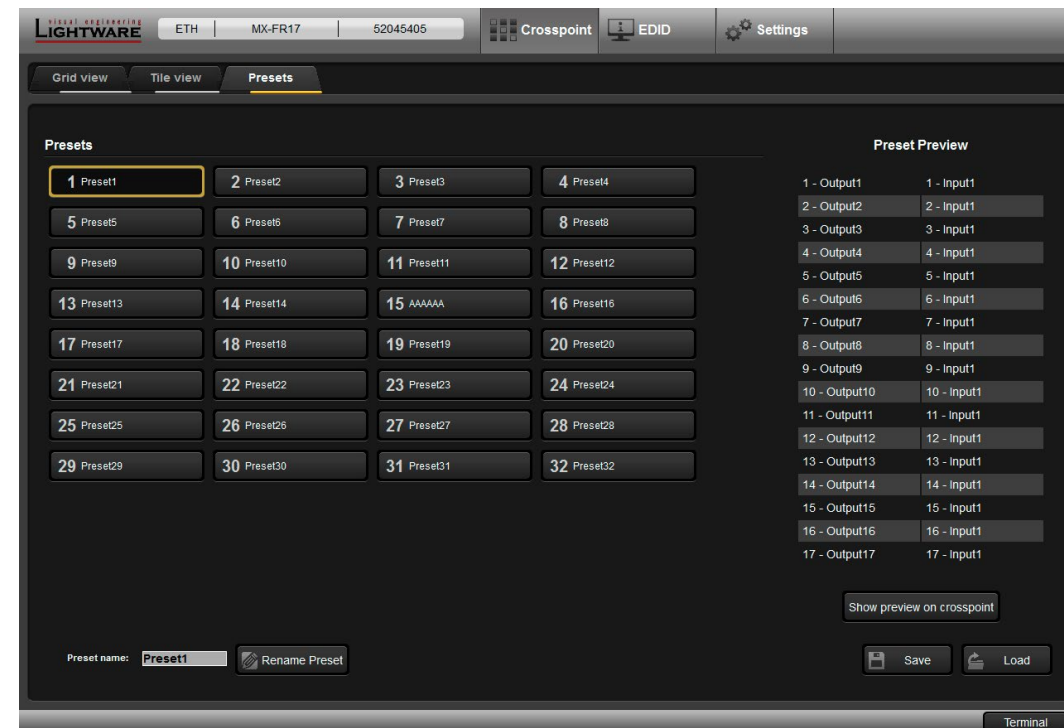 visual engineering
LIGHTWARE
ETH | MX-FR17 | 52045405
Crosspoint
EDID
Settings
Grid view
Tile view
Presets
Presets
1 Preset1
2 Preset2
3 Preset3
4 Preset4
5 Preset5
6 Preset6
7 Preset7
8 Preset8
9 Preset9
10 Preset10
11 Preset11
12 Preset12
13 Preset13
14 Preset14
15 AAAAAA
16 Preset16
17 Preset17
18 Preset18
19 Preset19
20 Preset20
21 Preset21
22 Preset22
23 Preset23
24 Preset24
25 Preset25
26 Preset26
27 Preset27
28 Preset28
29 Preset29
30 Preset30
31 Preset31
32 Preset32
Preset Preview
1 - Output1 1 - Input1
2 - Output2 2 - Input1
3 - Output3 3 - Input1
4 - Output4 4 - Input1
5 - Output5 5 - Input1
6 - Output6 6 - Input1
7 - Output7 7 - Input1
8 - Output8 8 - Input1
9 - Output9 9 - Input1
10 - Output10 10 - Input1
11 - Output11 11 - Input1
12 - Output12 12 - Input1
13 - Output13 13 - Input1
14 - Output14 14 - Input1
15 - Output15 15 - Input1
16 - Output16 16 - Input1
17 - Output17 17 - Input1
Show preview on crosspoint
Preset name: Preset1
Rename Preset
Save
Load
Terminal